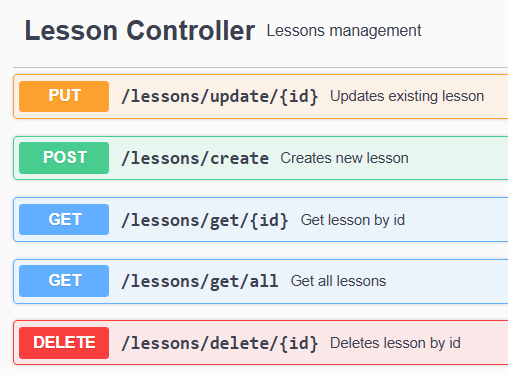 Lesson Controller Lessons management
PUT /lessons/update/{id} Updates existing lesson
POST /lessons/create Creates new lesson
GET /lessons/get/{id} Get lesson by id
GET /lessons/get/all Get all lessons
DELETE /lessons/delete/{id} Deletes lesson by id